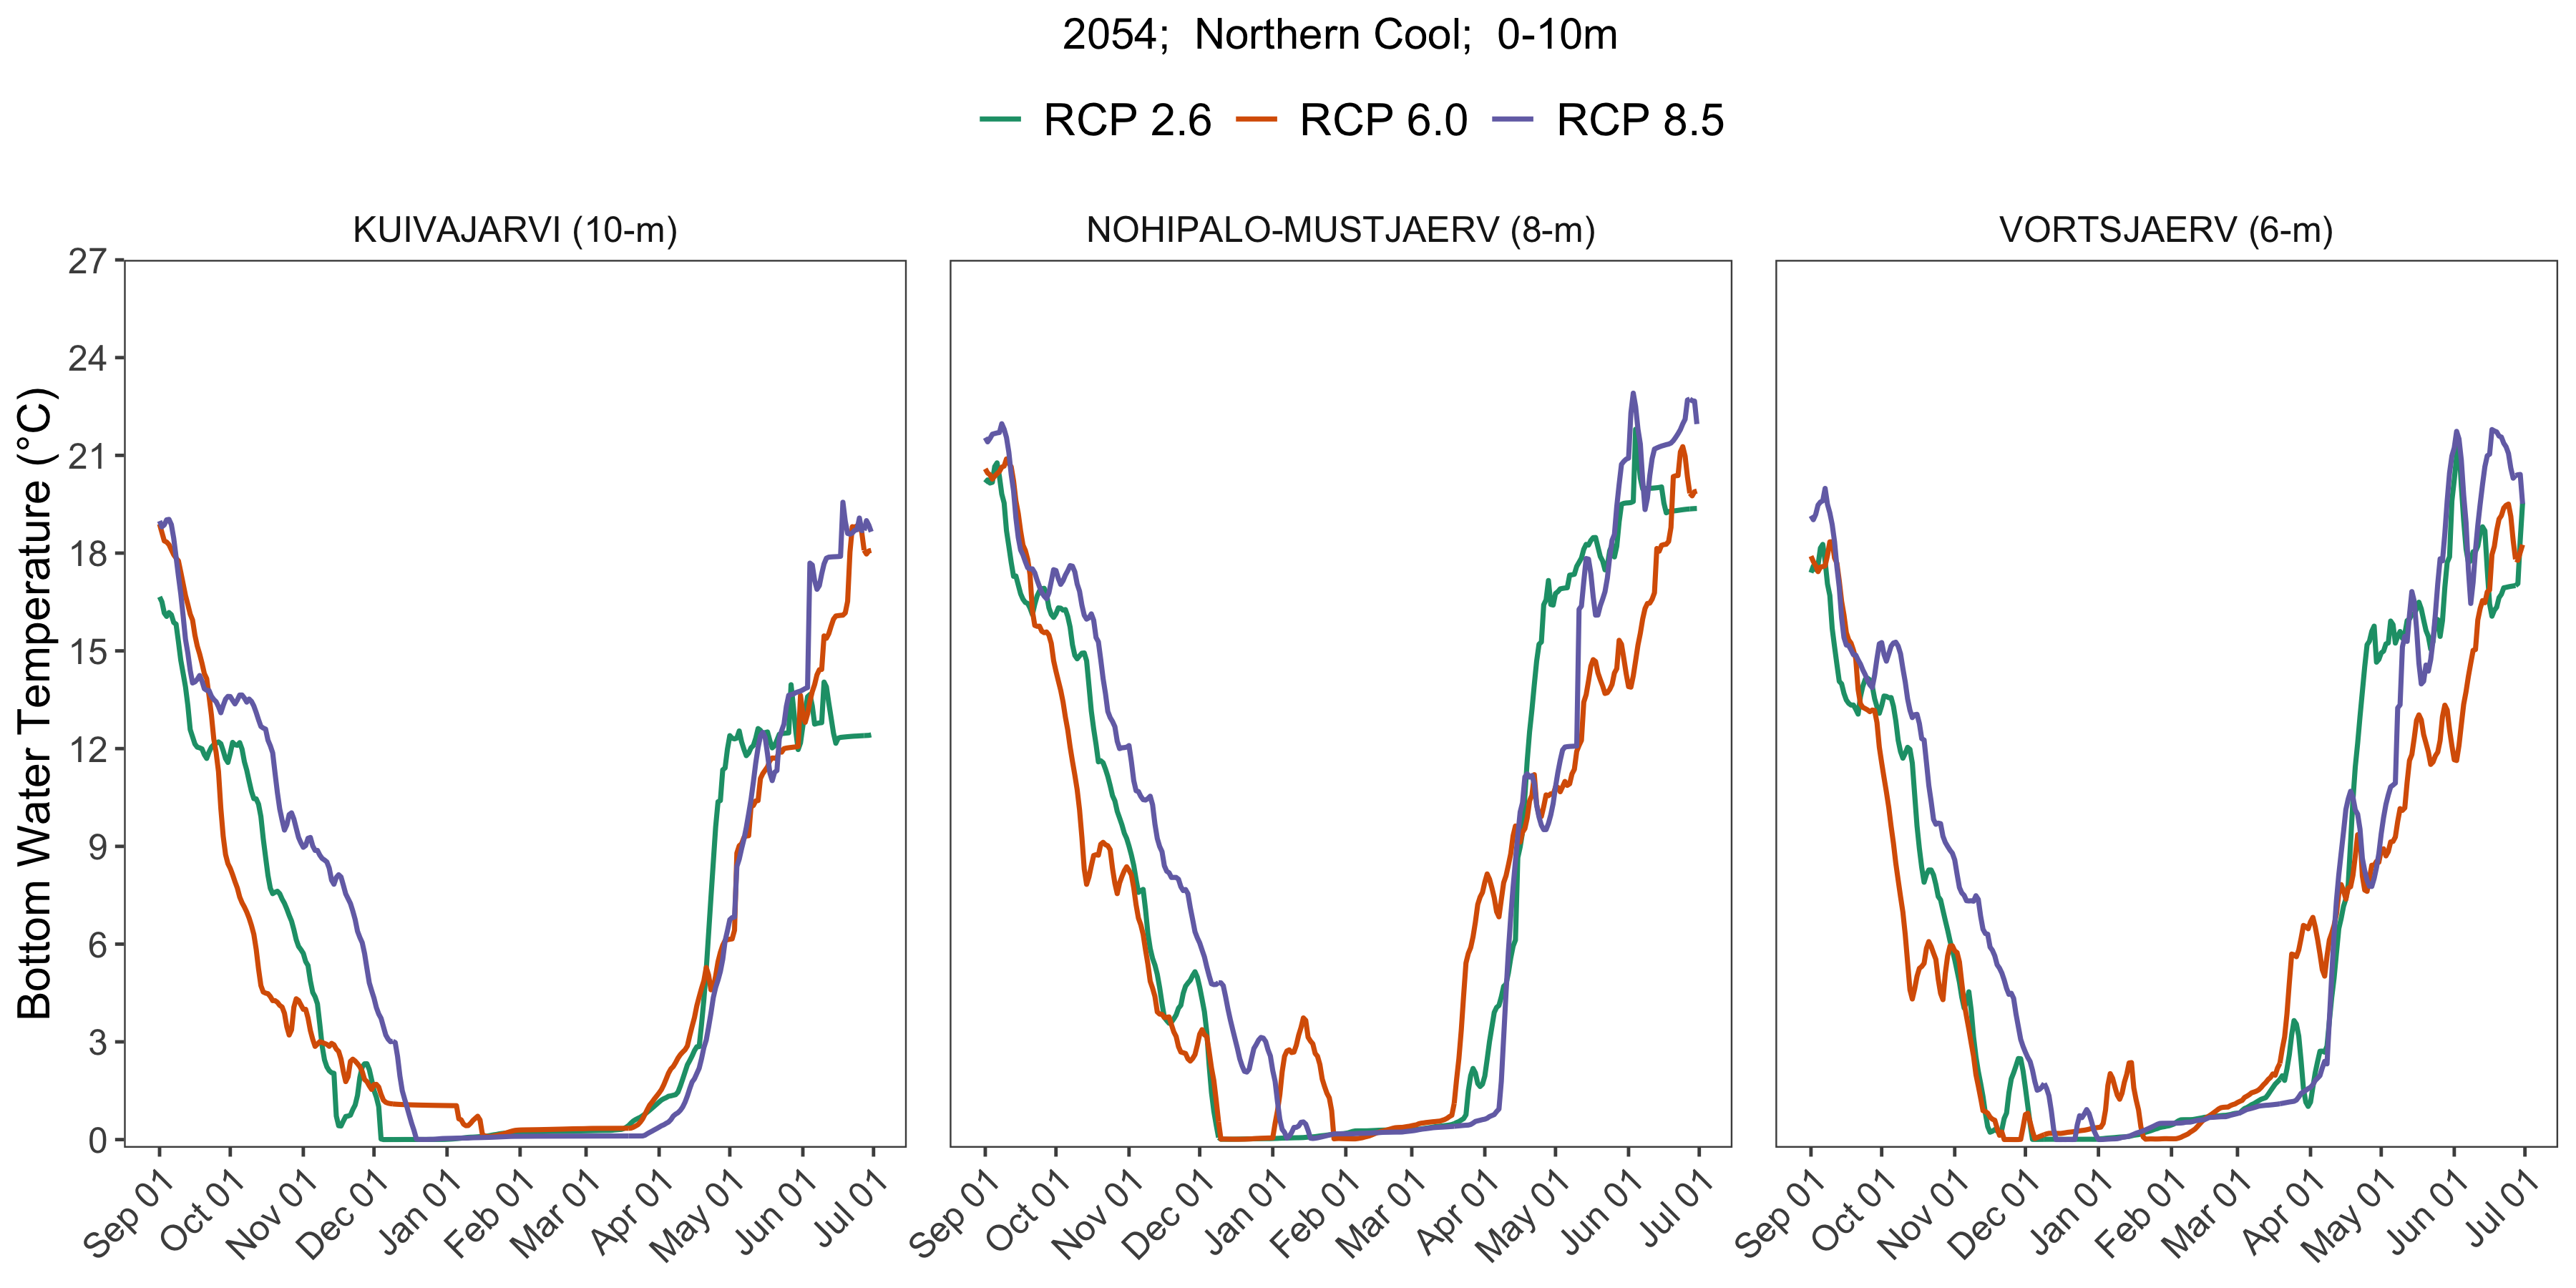 2054;  Northern Cool;  0-10m
RCP 2.6 RCP 6.0 RCP 8.5
KUIVAJARVI (10-m) NOHIPALO-MUSTJAERV (8-m) VORTSJAERV (6-m)
Bottom Water Temperature (°C)
27
24
21
18
15
12
9
6
3
0
Sep 01 Oct 01 Nov 01 Dec 01 Jan 01 Feb 01 Mar 01 Apr 01 May 01 Jun 01 Jul 01
Sep 01 Oct 01 Nov 01 Dec 01 Jan 01 Feb 01 Mar 01 Apr 01 May 01 Jun 01 Jul 01
Sep 01 Oct 01 Nov 01 Dec 01 Jan 01 Feb 01 Mar 01 Apr 01 May 01 Jun 01 Jul 01